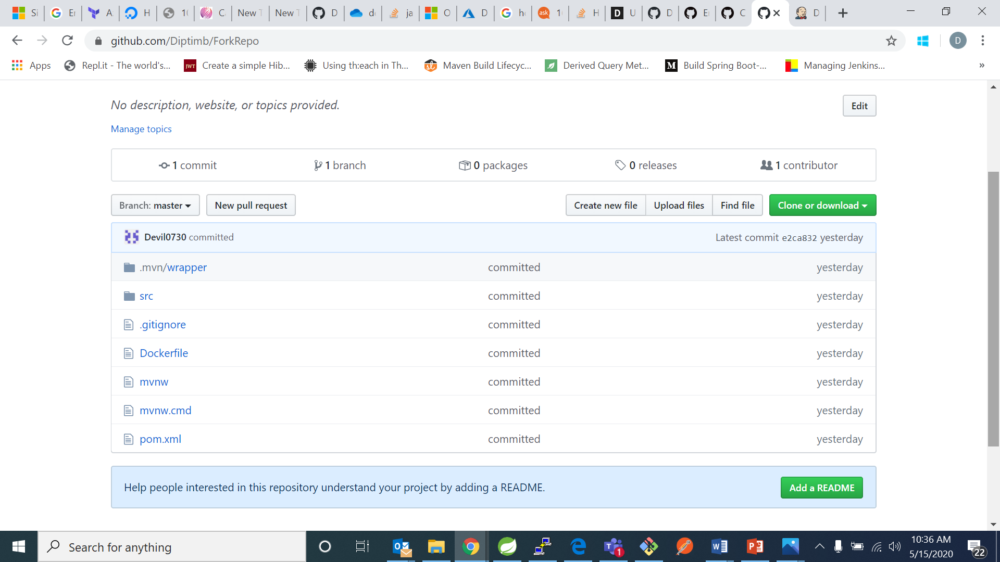 Si
Er
A
H
10
C
New T
New T
D
de
ja
O
D
ho
1
H
U
D
Er
C
D
github.com/Diptimb/ForkRepo
D
Apps
Repl.it - The world's...
JWT
Create a simple Hib...
Using th:each in Th...
Maven Build Lifecyc...
Derived Query Met...
Build Spring Boot-...
Managing Jenkins...
»
No description, website, or topics provided.
Edit
Manage topics
1 commit
1 branch
0 packages
0 releases
1 contributor
Branch: master
New pull request
Create new file
Upload files
Find file
Clone or download
Devil0730 committed
Latest commit e2ca832 yesterday
.mvn/wrapper
committed
yesterday
src
committed
yesterday
.gitignore
committed
yesterday
Dockerfile
committed
yesterday
mvnw
committed
yesterday
mvnw.cmd
committed
yesterday
pom.xml
committed
yesterday
Help people interested in this repository understand your project by adding a README.
Add a README
Search for anything
1
10:36 AM
5/15/2020
22